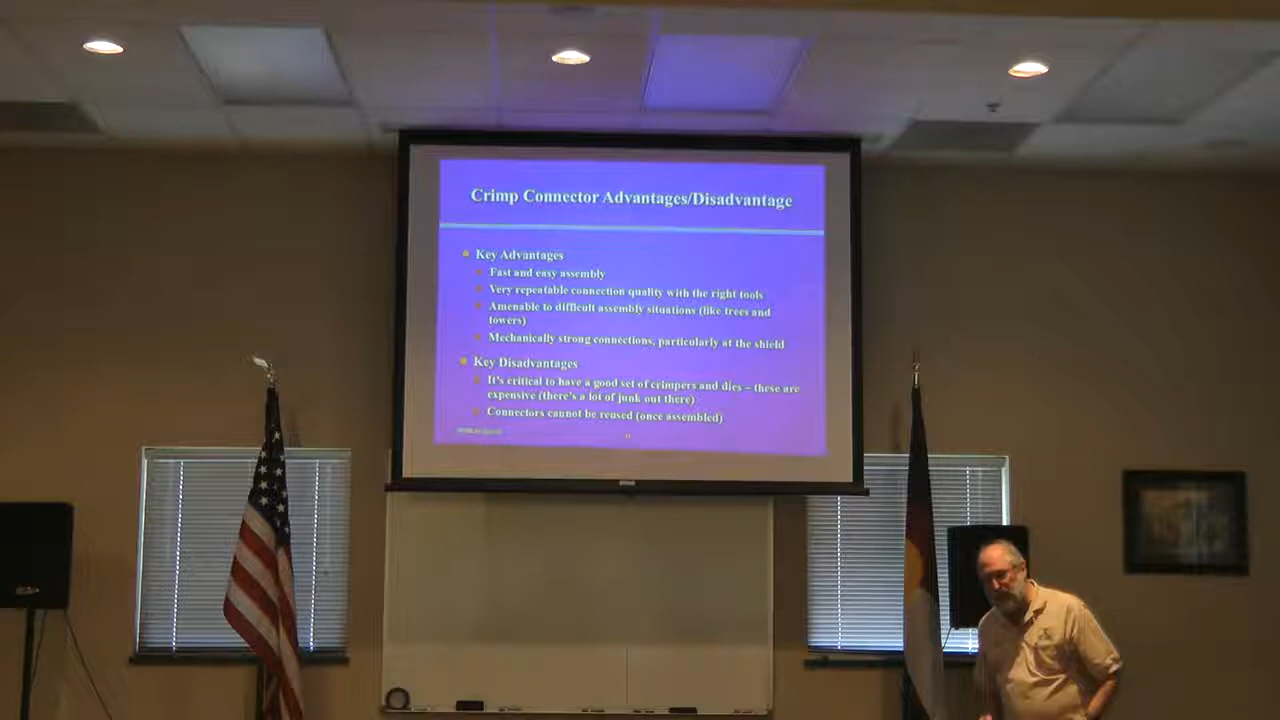 Crimp Connector Advantages/Disadvantage
Key Advantages
Fast and easy assembly
Very repeatable connection quality with the right tools
Amenable to difficult assembly situations (like trees and
towers)
Mechanically strong connections, particularly at the shield
Key Disadvantages
It's critical to have a good set of crimpers and dies – these are
expensive (there's a lot of junk out there)
Connectors cannot be reused (once assembled)